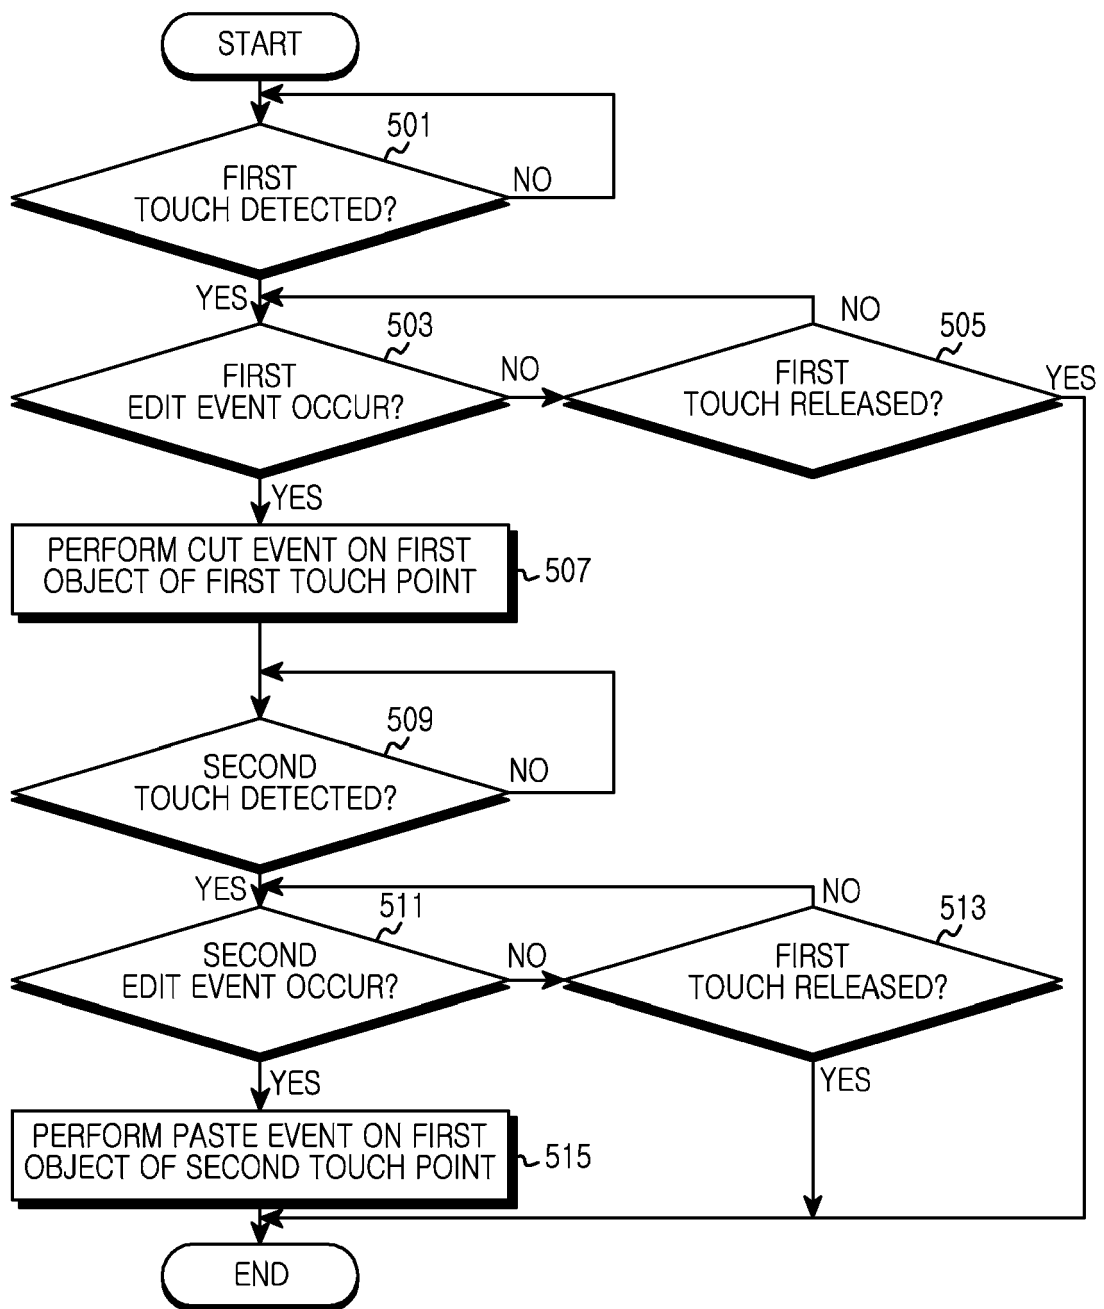 START
501
FIRST
TOUCH DETECTED?
NO
YES
503
FIRST
EDIT EVENT OCCUR?
NO
NO
505
FIRST
TOUCH RELEASED?
YES
YES
PERFORM CUT EVENT ON FIRST
OBJECT OF FIRST TOUCH POINT
507
509
SECOND
TOUCH DETECTED?
NO
YES
511
SECOND
EDIT EVENT OCCUR?
NO
NO
513
FIRST
TOUCH RELEASED?
YES
YES
PERFORM PASTE EVENT ON FIRST
OBJECT OF SECOND TOUCH POINT
515
END